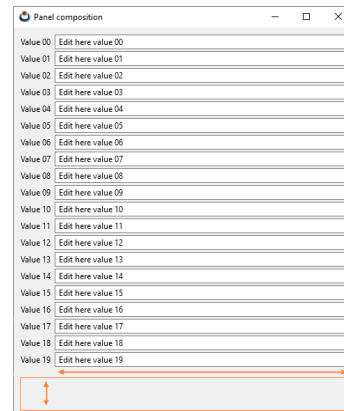 Panel composition
Value 00 Edit here value 00
Value 01 Edit here value 01
Value 02 Edit here value 02
Value 03 Edit here value 03
Value 04 Edit here value 04
Value 05 Edit here value 05
Value 06 Edit here value 06
Value 07 Edit here value 07
Value 08 Edit here value 08
Value 09 Edit here value 09
Value 10 Edit here value 10
Value 11 Edit here value 11
Value 12 Edit here value 12
Value 13 Edit here value 13
Value 14 Edit here value 14
Value 15 Edit here value 15
Value 16 Edit here value 16
Value 17 Edit here value 17
Value 18 Edit here value 18
Value 19 Edit here value 19